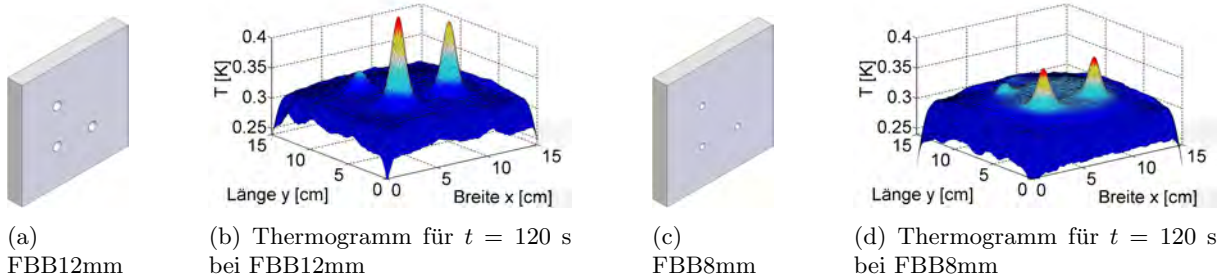 0.4
0.35
0.3
0.25
T [K]
15
10
5
0
Länge y [cm]
0
5
10
15
Breite x [cm]
0.4
0.35
0.3
0.25
T [K]
15
10
5
0
Länge y [cm]
0
5
10
15
Breite x [cm]
(a)
FBB12mm
(b) Thermogramm für t = 120 s
bei FBB12mm
(c)
FBB8mm
(d) Thermogramm für t = 120 s
bei FBB8mm